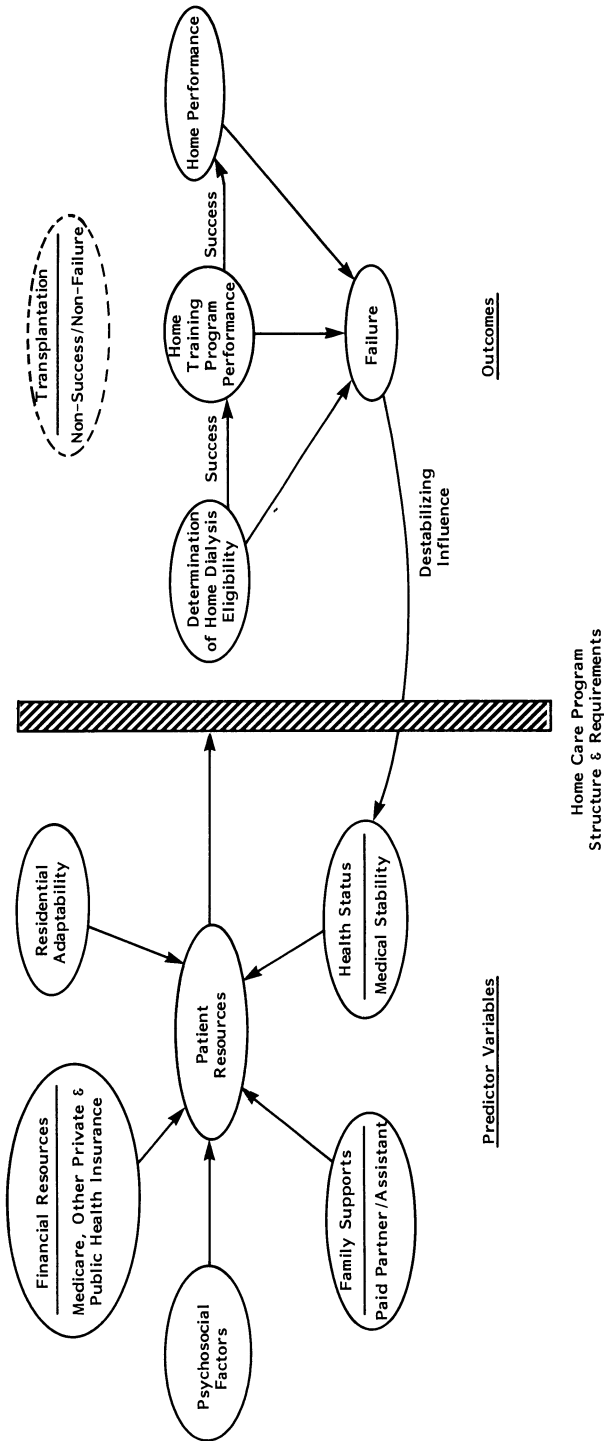 Financial Resources
Medicare, Other Private &
Public Health Insurance
Residential
Adaptability
Psychosocial
Factors
Patient
Resources
Family Supports
Paid Partner/Assistant
Health Status
Medical Stability
Predictor Variables
Home Care Program
Structure & Requirements
Transplantation
Non-Success/Non-Failure
Determination
of Home Dialysis
Eligibility
Success
Home
Training
Program
Performance
Success
Home Performance
Failure
Destabilizing
Influence
Outcomes